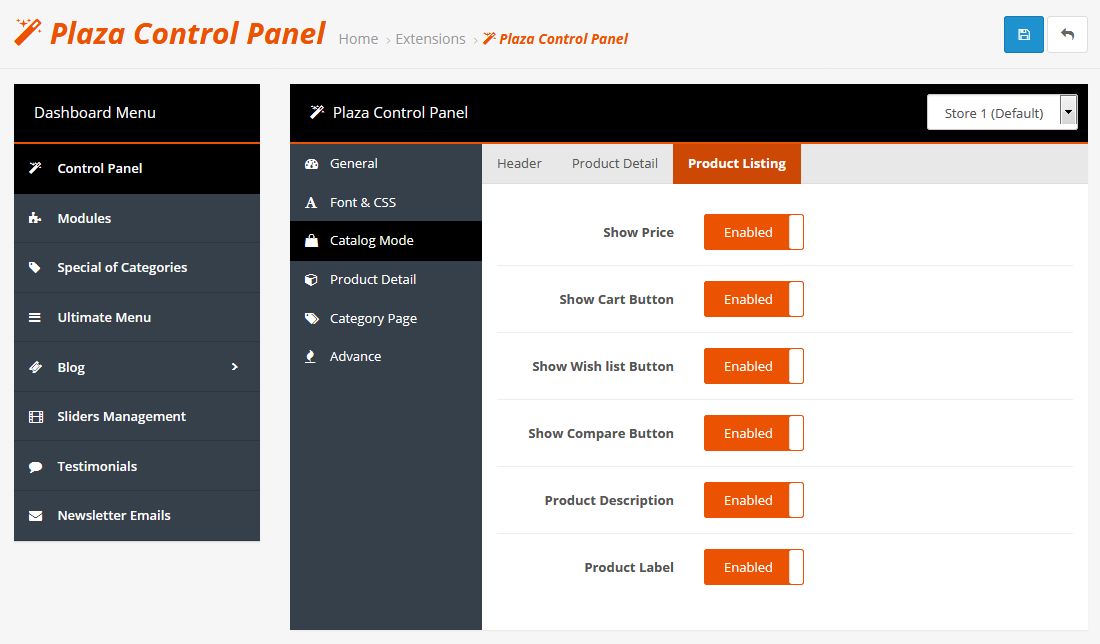 Plaza Control Panel
Home › Extensions › Plaza Control Panel
Dashboard Menu
Control Panel
Modules
Special of Categories
Ultimate Menu
Blog
Sliders Management
Testimonials
Newsletter Emails
Plaza Control Panel
Store 1 (Default)
General
Font & CSS
Catalog Mode
Product Detail
Category Page
Advance
Header Product Detail Product Listing
Show Price Enabled
Show Cart Button Enabled
Show Wish list Button Enabled
Show Compare Button Enabled
Product Description Enabled
Product Label Enabled